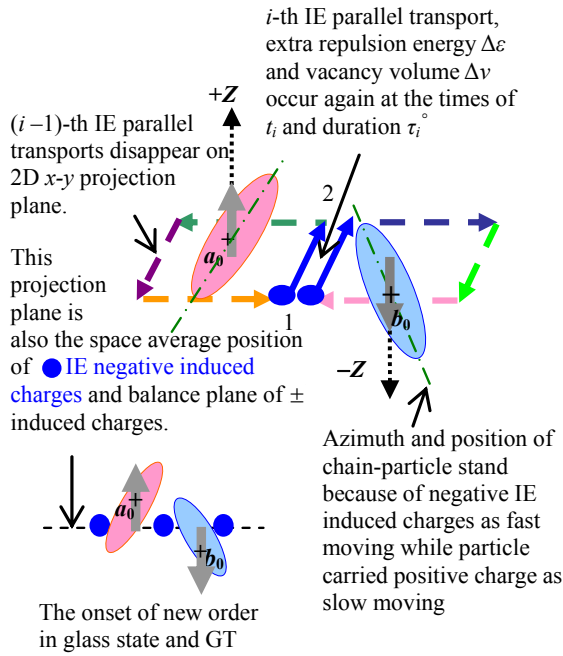 i-th IE parallel transport,
extra repulsion energy Δε
and vacancy volume Δv
occur again at the times of
tᵢ and duration τᵢ°
+Z
(i –1)-th IE parallel
transports disappear on
2D x-y projection
plane.
2
a₀
This
projection
plane is
also the space average position
of IE negative induced
charges and balance plane of ±
induced charges.
1
b₀
–Z
Azimuth and position of
chain-particle stand
because of negative IE
induced charges as fast
moving while particle
carried positive charge as
slow moving
a₀
b₀
The onset of new order
in glass state and GT